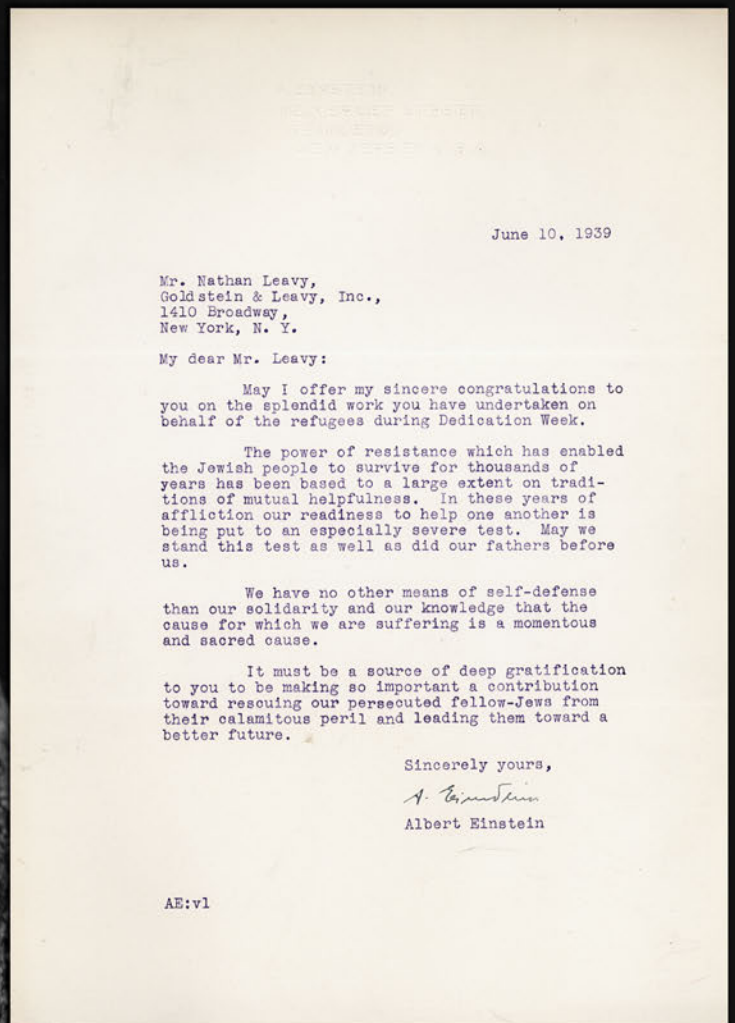 June 10, 1939
Mr. Nathan Leavy,
Goldstein & Leavy, Inc.,
1410 Broadway,
New York, N. Y.
My dear Mr. Leavy:
May I offer my sincere congratulations to
you on the splendid work you have undertaken on
behalf of the refugees during Dedication Week.
The power of resistance which has enabled
the Jewish people to survive for thousands of
years has been based to a large extent on tradi-
tions of mutual helpfulness. In these years of
affliction our readiness to help one another is
being put to an especially severe test. May we
stand this test as well as did our fathers before
us.
We have no other means of self-defense
than our solidarity and our knowledge that the
cause for which we are suffering is a momentous
and sacred cause.
It must be a source of deep gratification
to you to be making so important a contribution
toward rescuing our persecuted fellow-Jews from
their calamitous peril and leading them toward a
better future.
Sincerely yours,
A. Einstein
Albert Einstein
AE:vl